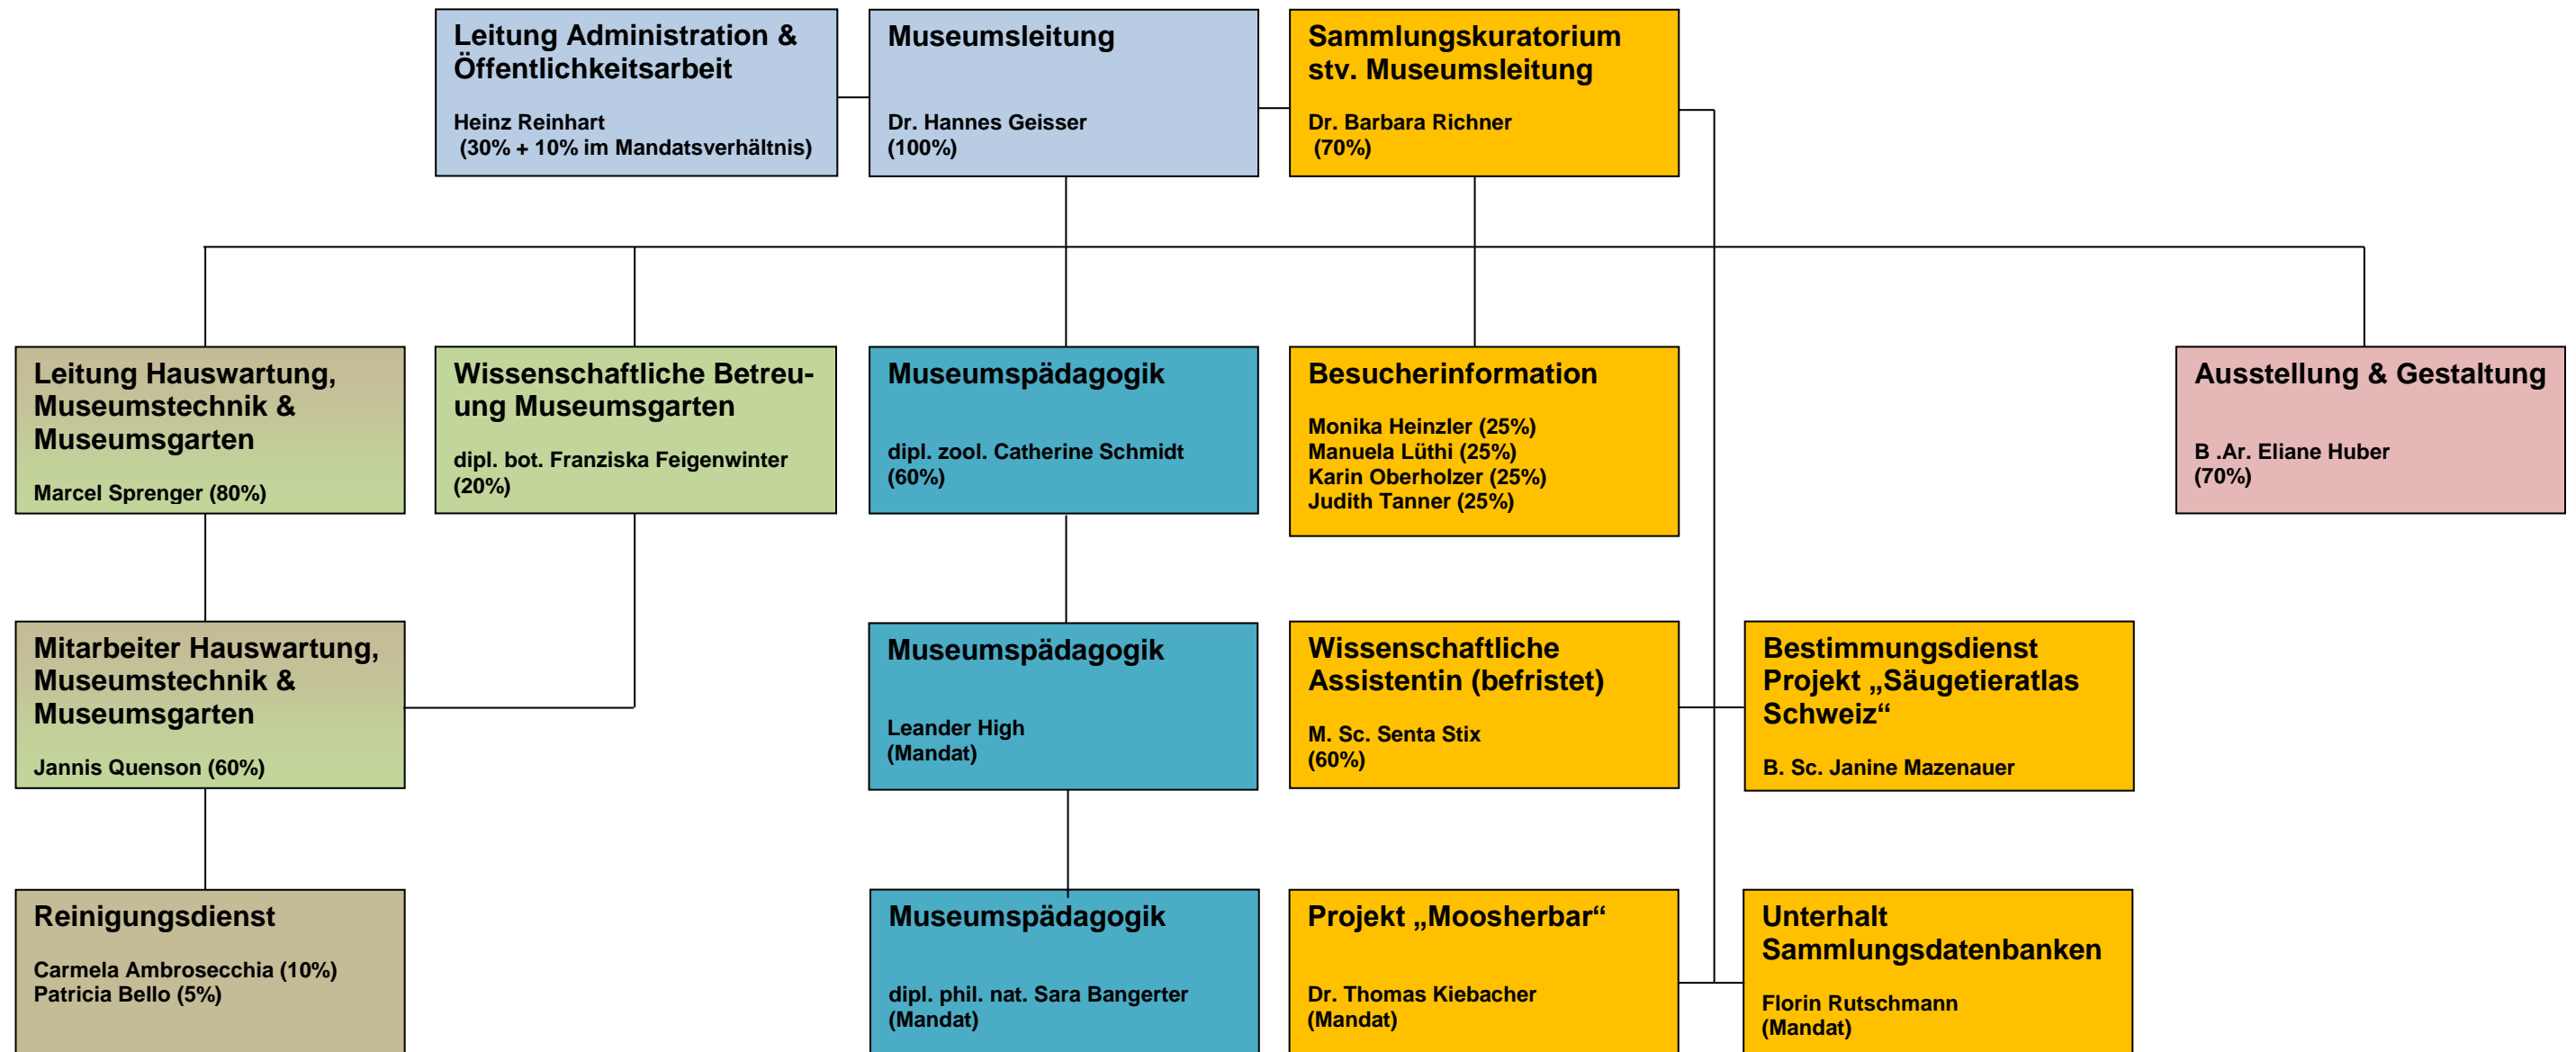 Leitung Administration &
Öffentlichkeitsarbeit
Heinz Reinhart
(30% + 10% im Mandatsverhältnis)
Museumsleitung
Dr. Hannes Geisser
(100%)
Sammlungskuratorium
stv. Museumsleitung
Dr. Barbara Richner
(70%)
Leitung Hauswartung,
Museumstechnik &
Museumsgarten
Marcel Sprenger (80%)
Wissenschaftliche Betreu-
ung Museumsgarten
dipl. bot. Franziska Feigenwinter
(20%)
Museumspädagogik
dipl. zool. Catherine Schmidt
(60%)
Besucherinformation
Monika Heinzler (25%)
Manuela Lüthi (25%)
Karin Oberholzer (25%)
Judith Tanner (25%)
Ausstellung & Gestaltung
B .Ar. Eliane Huber
(70%)
Mitarbeiter Hauswartung,
Museumstechnik &
Museumsgarten
Jannis Quenson (60%)
Museumspädagogik
Leander High
(Mandat)
Wissenschaftliche
Assistentin (befristet)
M. Sc. Senta Stix
(60%)
Bestimmungsdienst
Projekt „Säugetieratlas
Schweiz“
B. Sc. Janine Mazenauer
Reinigungsdienst
Carmela Ambrosecchia (10%)
Patricia Bello (5%)
Museumspädagogik
dipl. phil. nat. Sara Bangerter
(Mandat)
Projekt „Moosherbar“
Dr. Thomas Kiebacher
(Mandat)
Unterhalt
Sammlungsdatenbanken
Florin Rutschmann
(Mandat)